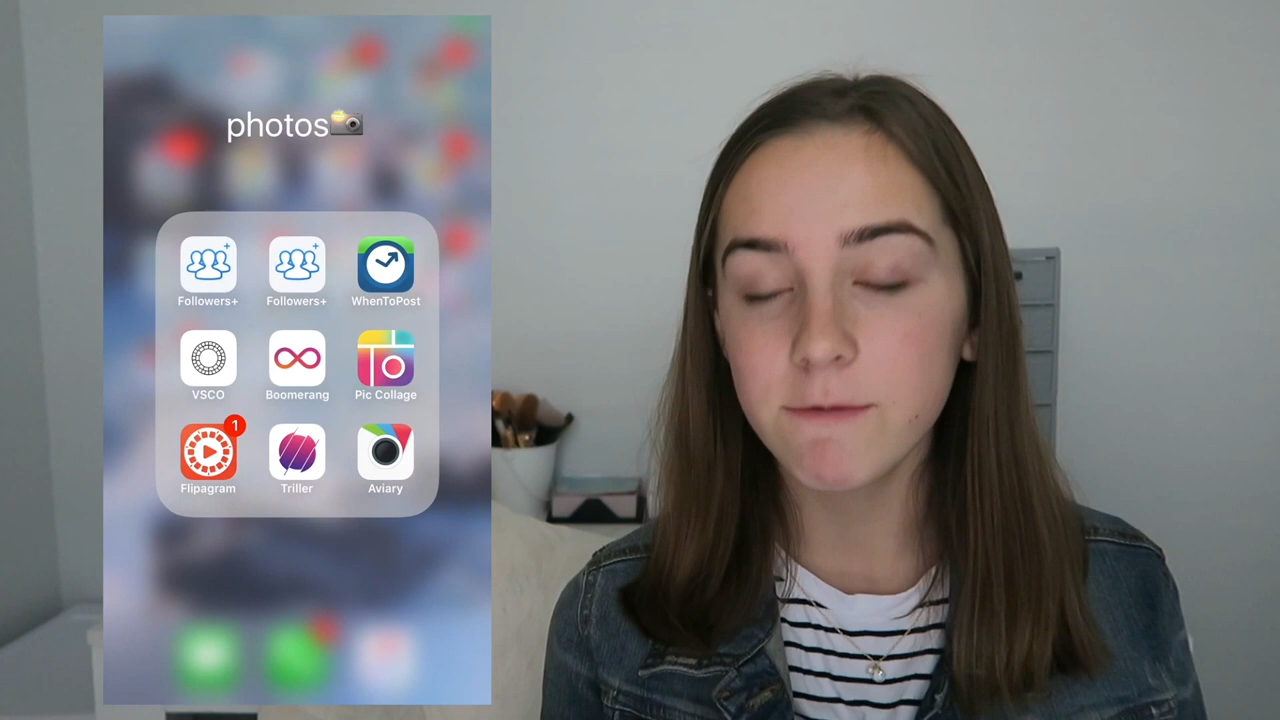 photos📷
Followers+ Followers+ WhenToPost
VSCO Boomerang Pic Collage
1
Flipagram Triller Aviary